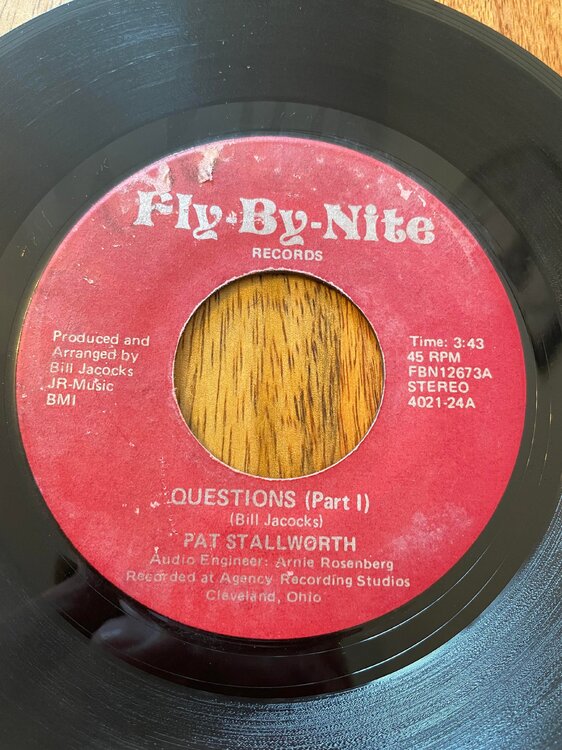 Fly-By-Nite
RECORDS
Produced and
Arranged by
Bill Jacocks
JR-Music
BMI
Time: 3:43
45 RPM
FBN12673A
STEREO
4021-24A
QUESTIONS (Part I)
(Bill Jacocks)
PAT STALLWORTH
Audio Engineer: Arnie Rosenberg
Recorded at Agency Recording Studios
Cleveland, Ohio